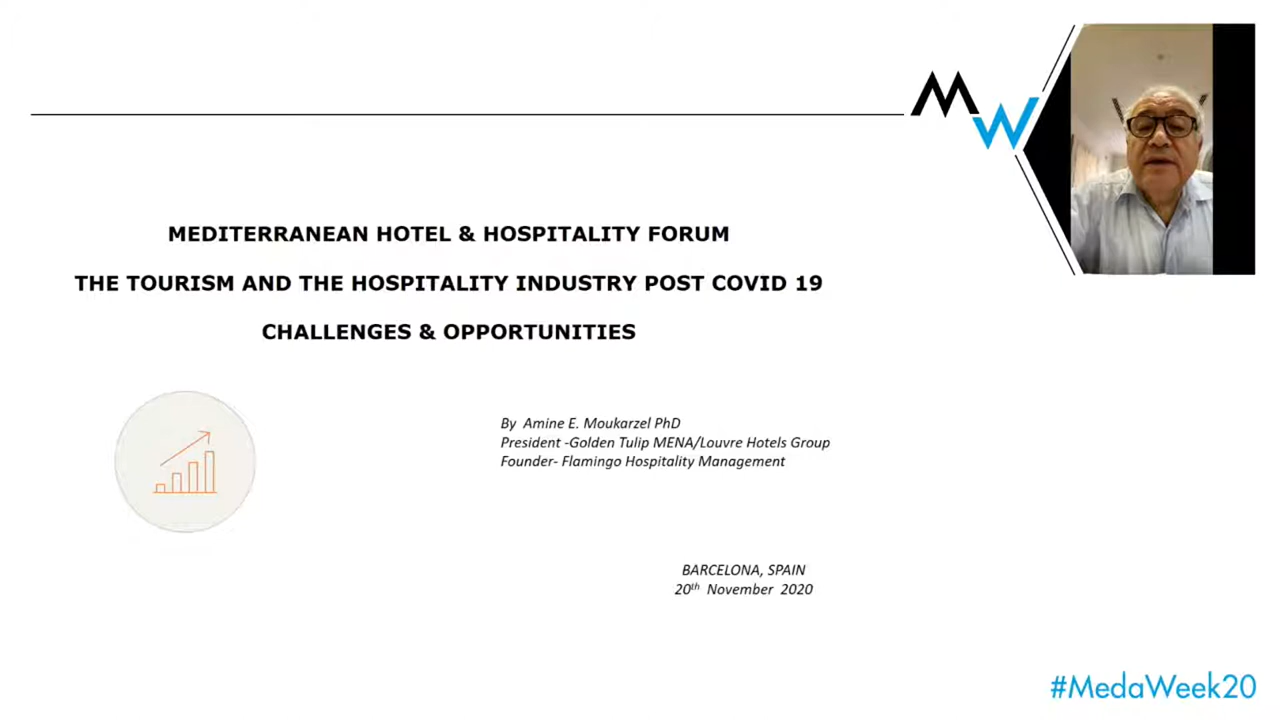 MW
MEDITERRANEAN HOTEL & HOSPITALITY FORUM
THE TOURISM AND THE HOSPITALITY INDUSTRY POST COVID 19
CHALLENGES & OPPORTUNITIES
By Amine E. Moukarzel PhD
President -Golden Tulip MENA/Louvre Hotels Group
Founder- Flamingo Hospitality Management
BARCELONA, SPAIN
20th November 2020
#MedaWeek20